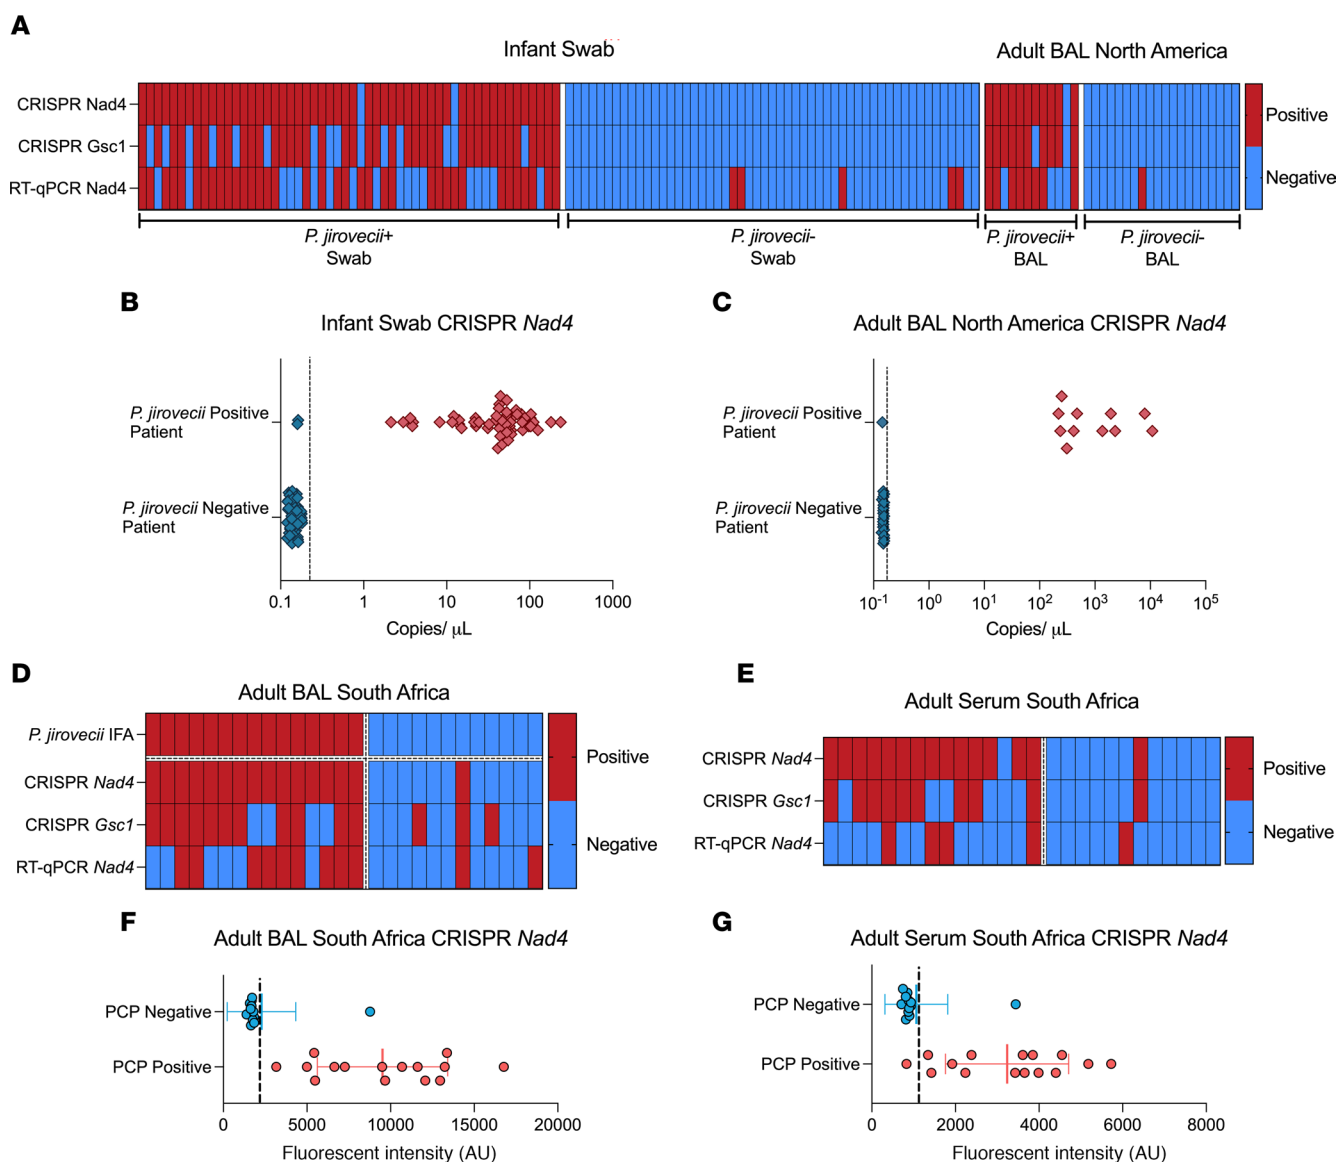 A
Infant Swab
Adult BAL North America
CRISPR Nad4
CRISPR Gsc1
RT-qPCR Nad4
Positive
Negative
P. jirovecii+
Swab
P. jirovecii-
Swab
P. jirovecii+
BAL
P. jirovecii-
BAL
B
Infant Swab CRISPR Nad4
P. jirovecii Positive
Patient
P. jirovecii Negative
Patient
0.1 1 10 100 1000
Copies/ μL
C
Adult BAL North America CRISPR Nad4
P. jirovecii Positive
Patient
P. jirovecii Negative
Patient
10-1 100 101 102 103 104 105
Copies/ μL
D
Adult BAL South Africa
P. jirovecii IFA
CRISPR Nad4
CRISPR Gsc1
RT-qPCR Nad4
Positive
Negative
E
Adult Serum South Africa
CRISPR Nad4
CRISPR Gsc1
RT-qPCR Nad4
Positive
Negative
F
Adult BAL South Africa CRISPR Nad4
PCP Negative
PCP Positive
0 5000 10000 15000 20000
Fluorescent intensity (AU)
G
Adult Serum South Africa CRISPR Nad4
PCP Negative
PCP Positive
0 2000 4000 6000 8000
Fluorescent intensity (AU)